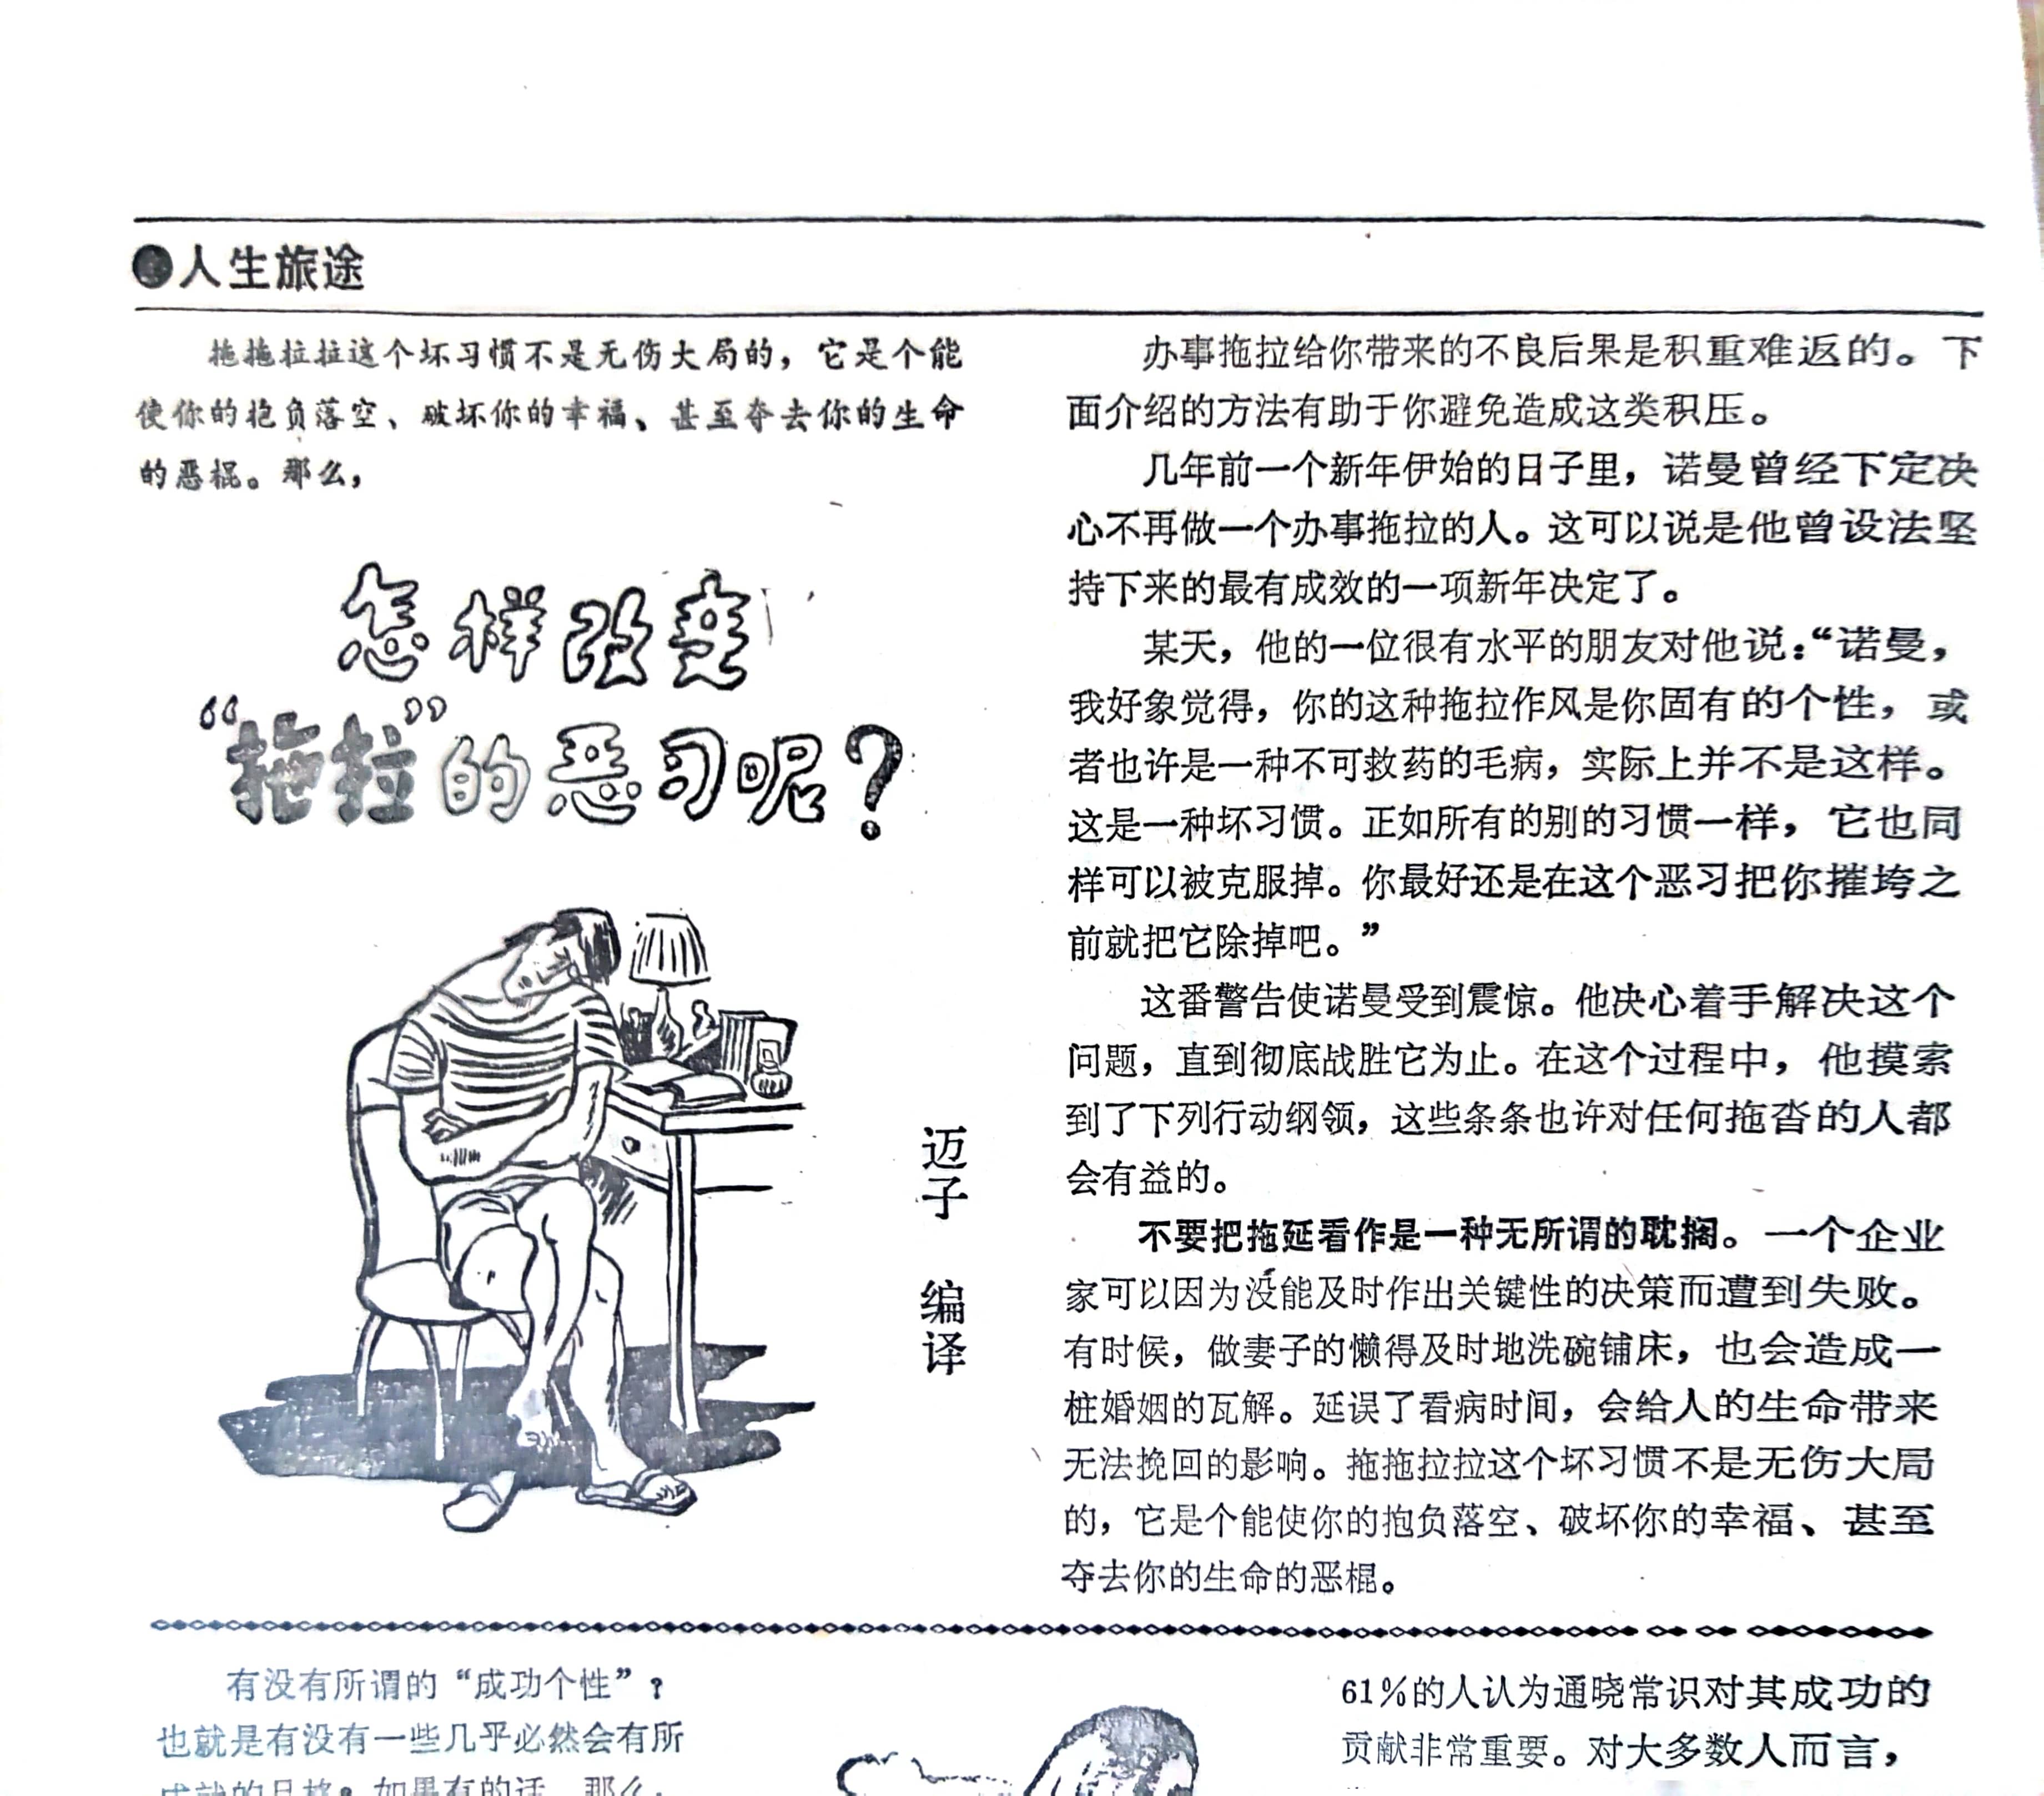 ●人生旅途
拖拖拉拉这个坏习惯不是无伤大局的，它是个能
使你的抱负落空、破坏你的幸福、甚至夺去你的生命
的恶棍。那么，
怎样改变
“拖拉”的恶习呢？
迈子 编译
办事拖拉给你带来的不良后果是积重难返的。下
面介绍的方法有助于你避免造成这类积压。
几年前一个新年伊始的日子里，诺曼曾经下定决
心不再做一个办事拖拉的人。这可以说是他曾设法坚
持下来的最有成效的一项新年决定了。
某天，他的一位很有水平的朋友对他说：“诺曼，
我好象觉得，你的这种拖拉作风是你固有的个性，或
者也许是一种不可救药的毛病，实际上并不是这样。
这是一种坏习惯。正如所有的别的习惯一样，它也同
样可以被克服掉。你最好还是在这个恶习把你摧垮之
前就把它除掉吧。”
这番警告使诺曼受到震惊。他决心着手解决这个
问题，直到彻底战胜它为止。在这个过程中，他摸索
到了下列行动纲领，这些条条也许对任何拖沓的人都
会有益的。
不要把拖延看作是一种无所谓的耽搁。一个企业
家可以因为没能及时作出关键性的决策而遭到失败。
有时候，做妻子的懒得及时地洗碗铺床，也会造成一
桩婚姻的瓦解。延误了看病时间，会给人的生命带来
无法挽回的影响。拖拖拉拉这个坏习惯不是无伤大局
的，它是个能使你的抱负落空、破坏你的幸福、甚至
夺去你的生命的恶棍。
有没有所谓的“成功个性”？
也就是有没有一些几乎必然会有所
成就的品格？如果有的话，那么，
61％的人认为通晓常识对其成功的
贡献非常重要。对大多数人而言，